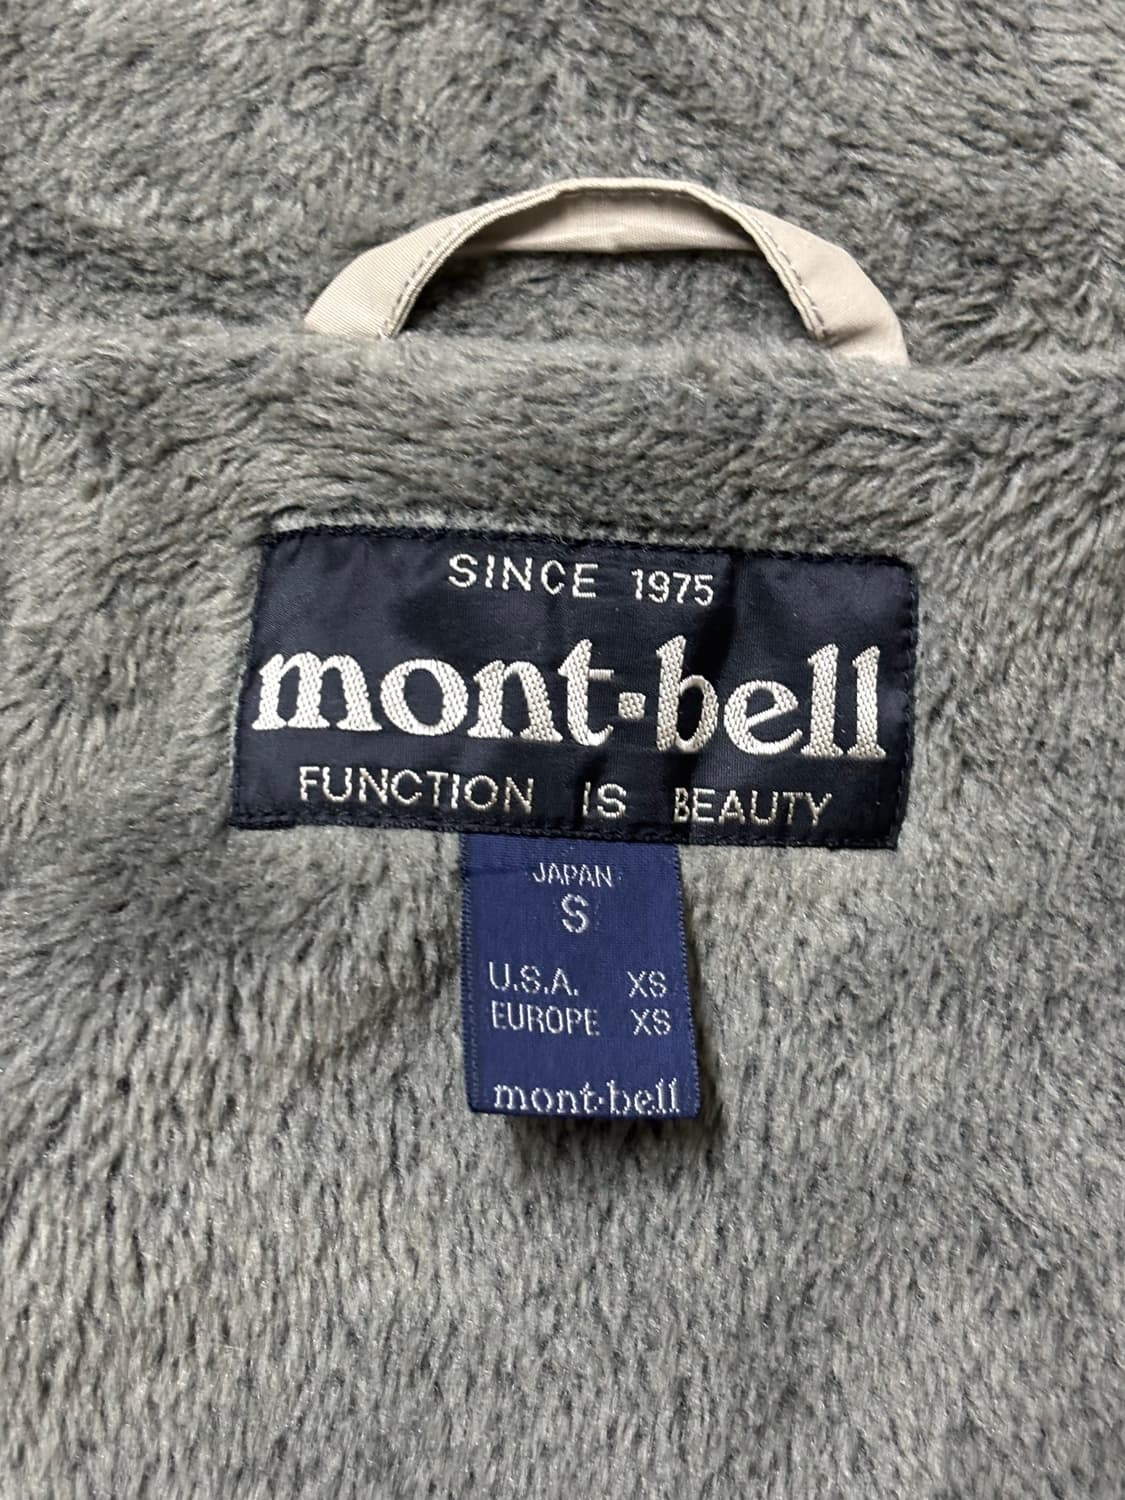 SINCE 1975
mont·bell
FUNCTION IS BEAUTY
JAPAN
S
U.S.A. XS
EUROPE XS
mont·bell